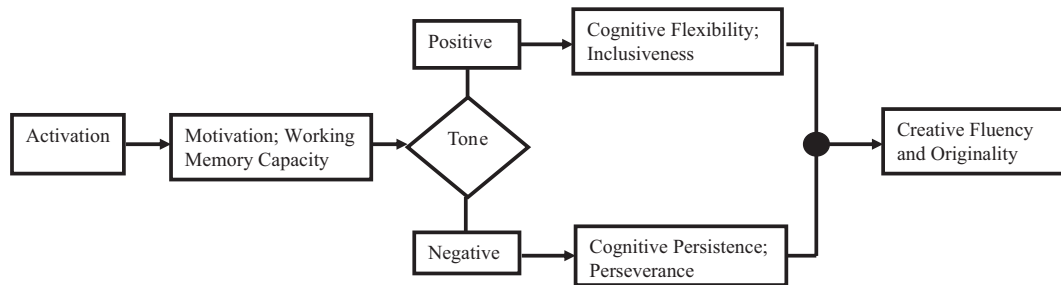 Positive
Cognitive Flexibility;
Inclusiveness
Activation
Motivation; Working
Memory Capacity
Tone
Creative Fluency
and Originality
Negative
Cognitive Persistence;
Perseverance